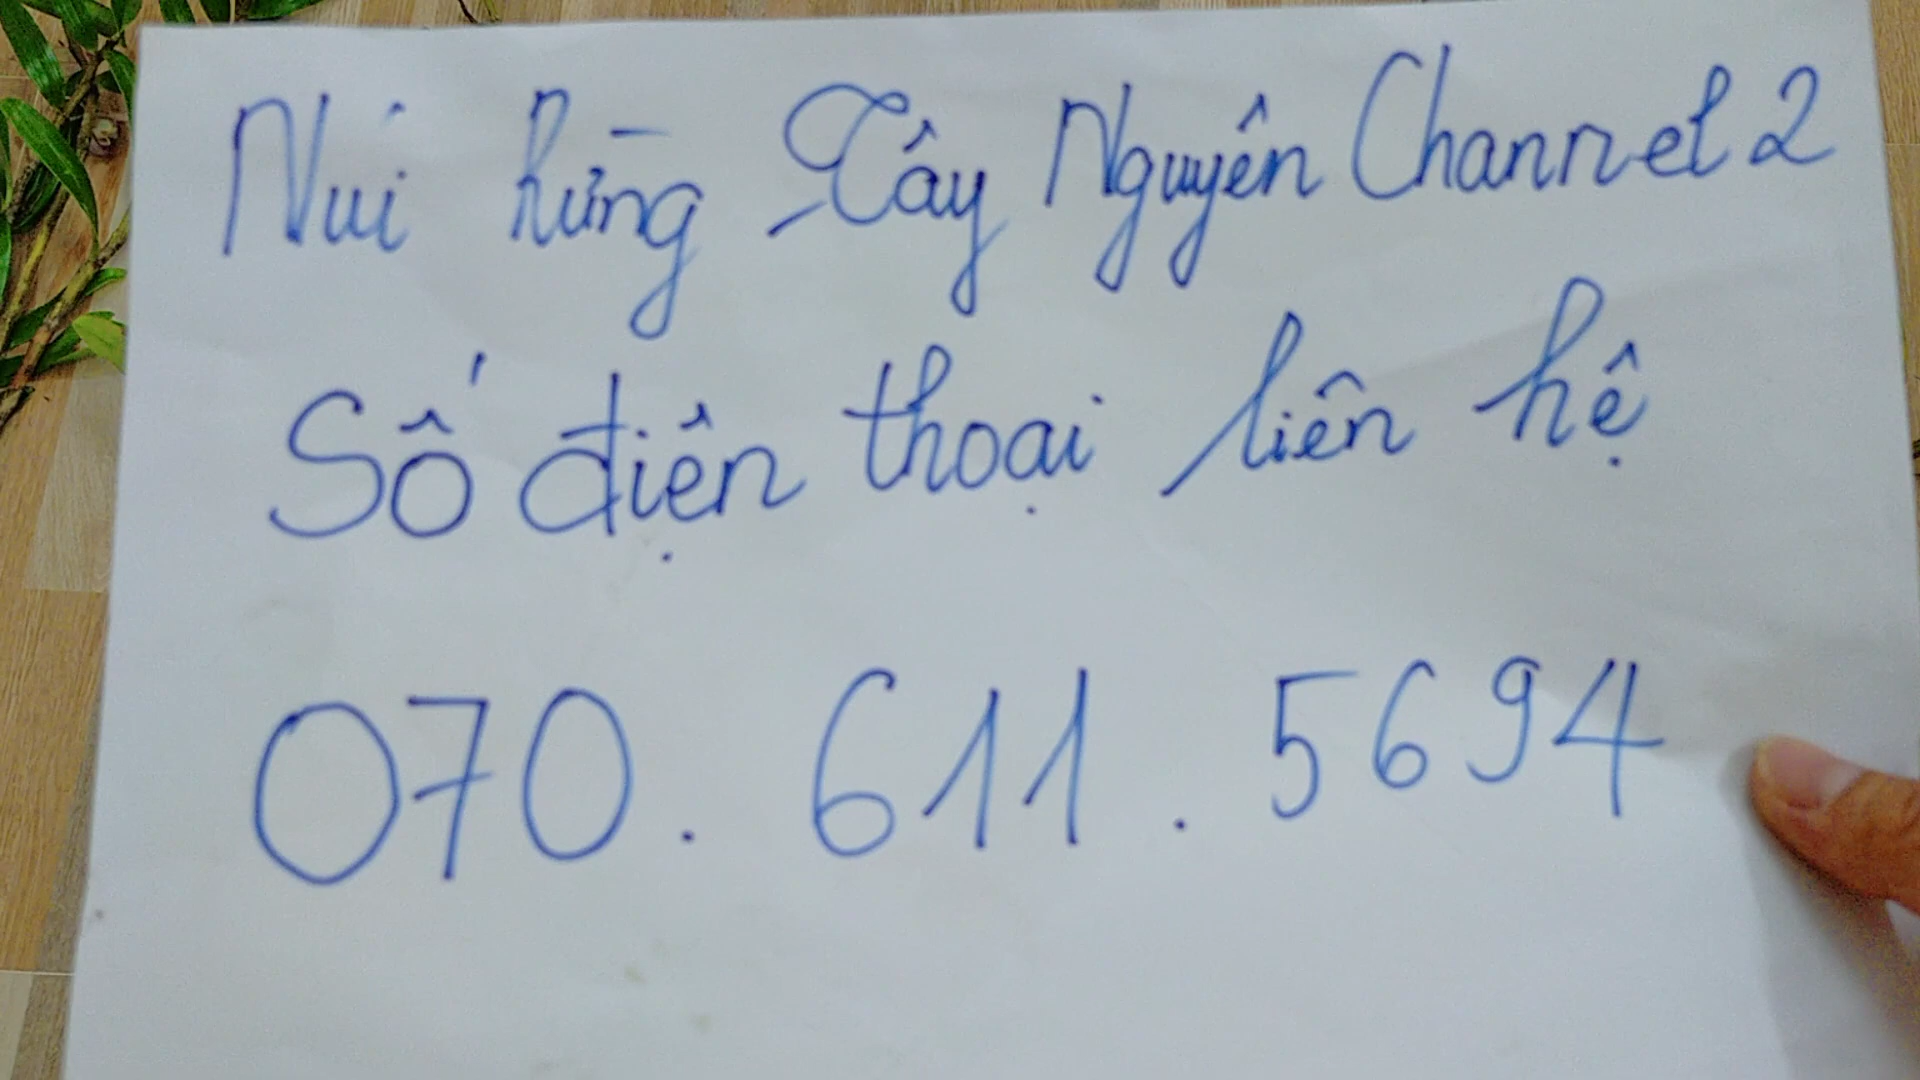 Núi Rừng Tây Nguyên Channel 2
Số điện thoại liên hệ
070. 611. 5694